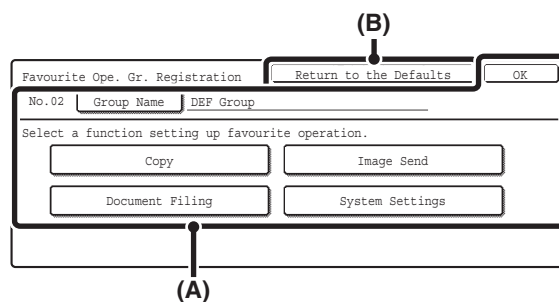 (B)
Favourite Ope. Gr. Registration Return to the Defaults OK
No.02 Group Name DEF Group
Select a function setting up favourite operation.
Copy Image Send
Document Filing System Settings
(A)